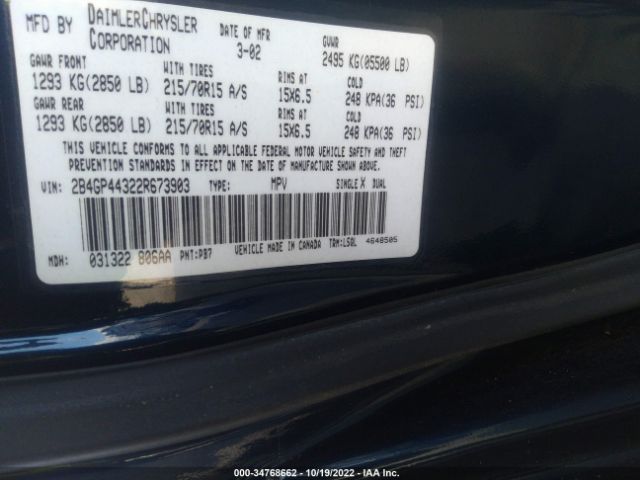 MFD BY DAIMLERCHRYSLER CORPORATION DATE OF MFR 3-02 GVWR 2495 KG(05500 LB)
GAWR FRONT WITH TIRES RIMS AT COLD
1293 KG(2850 LB) 215/70R15 A/S 15X6.5 248 KPA(36 PSI)
GAWR REAR WITH TIRES RIMS AT COLD
1293 KG(2850 LB) 215/70R15 A/S 15X6.5 248 KPA(36 PSI)
THIS VEHICLE CONFORMS TO ALL APPLICABLE FEDERAL MOTOR VEHICLE SAFETY AND THEFT
PREVENTION STANDARDS IN EFFECT ON THE DATE OF MANUFACTURE SHOWN ABOVE.
VIN: 2B4GP44322R673903 TYPE: MPV SINGLE X DUAL
MDH: 031322 806AA PNT:PB7 VEHICLE MADE IN CANADA TRM:LSAL 4648505
000-34768662 - 10/19/2022 - IAA Inc.